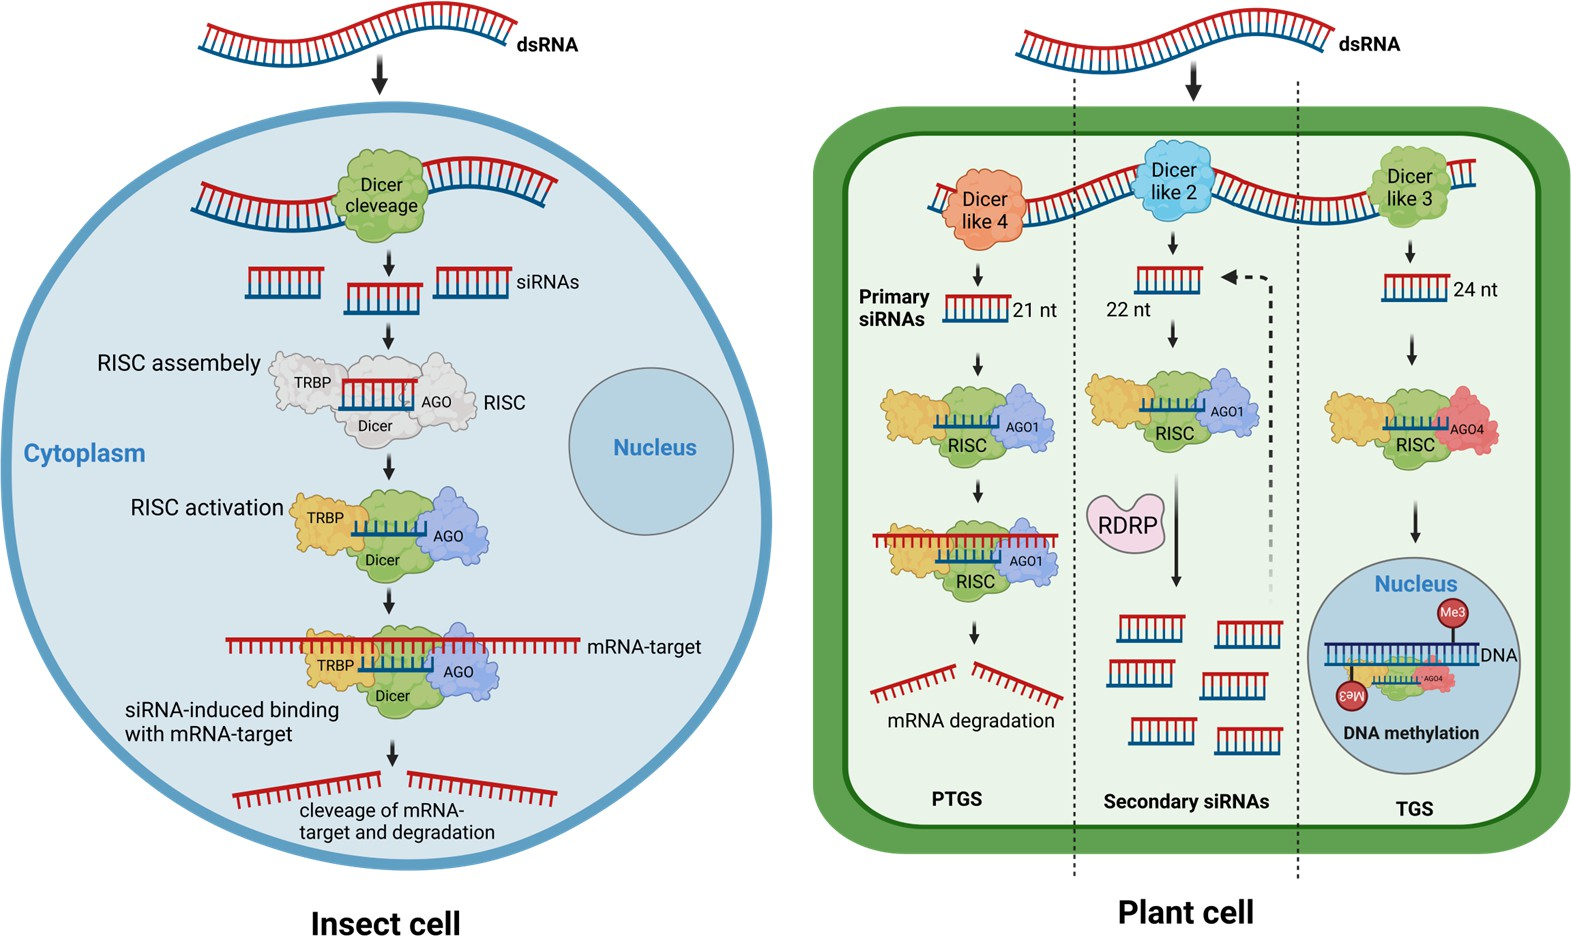 dsRNA
Dicer
cleveage
siRNAs
RISC assembely
TRBP
AGO
Dicer
RISC
Cytoplasm
Nucleus
RISC activation
TRBP
AGO
Dicer
mRNA-target
TRBP
AGO
Dicer
siRNA-induced binding
with mRNA-target
cleveage of mRNA-
target and degradation
Insect cell
dsRNA
Dicer
like 4
Dicer
like 2
Dicer
like 3
Primary
siRNAs
21 nt
22 nt
24 nt
AGO1
RISC
AGO1
RISC
AGO4
RISC
RDRP
AGO1
RISC
mRNA degradation
PTGS
Secondary siRNAs
Nucleus
Me3
DNA
AGO4
Me3
DNA methylation
TGS
Plant cell